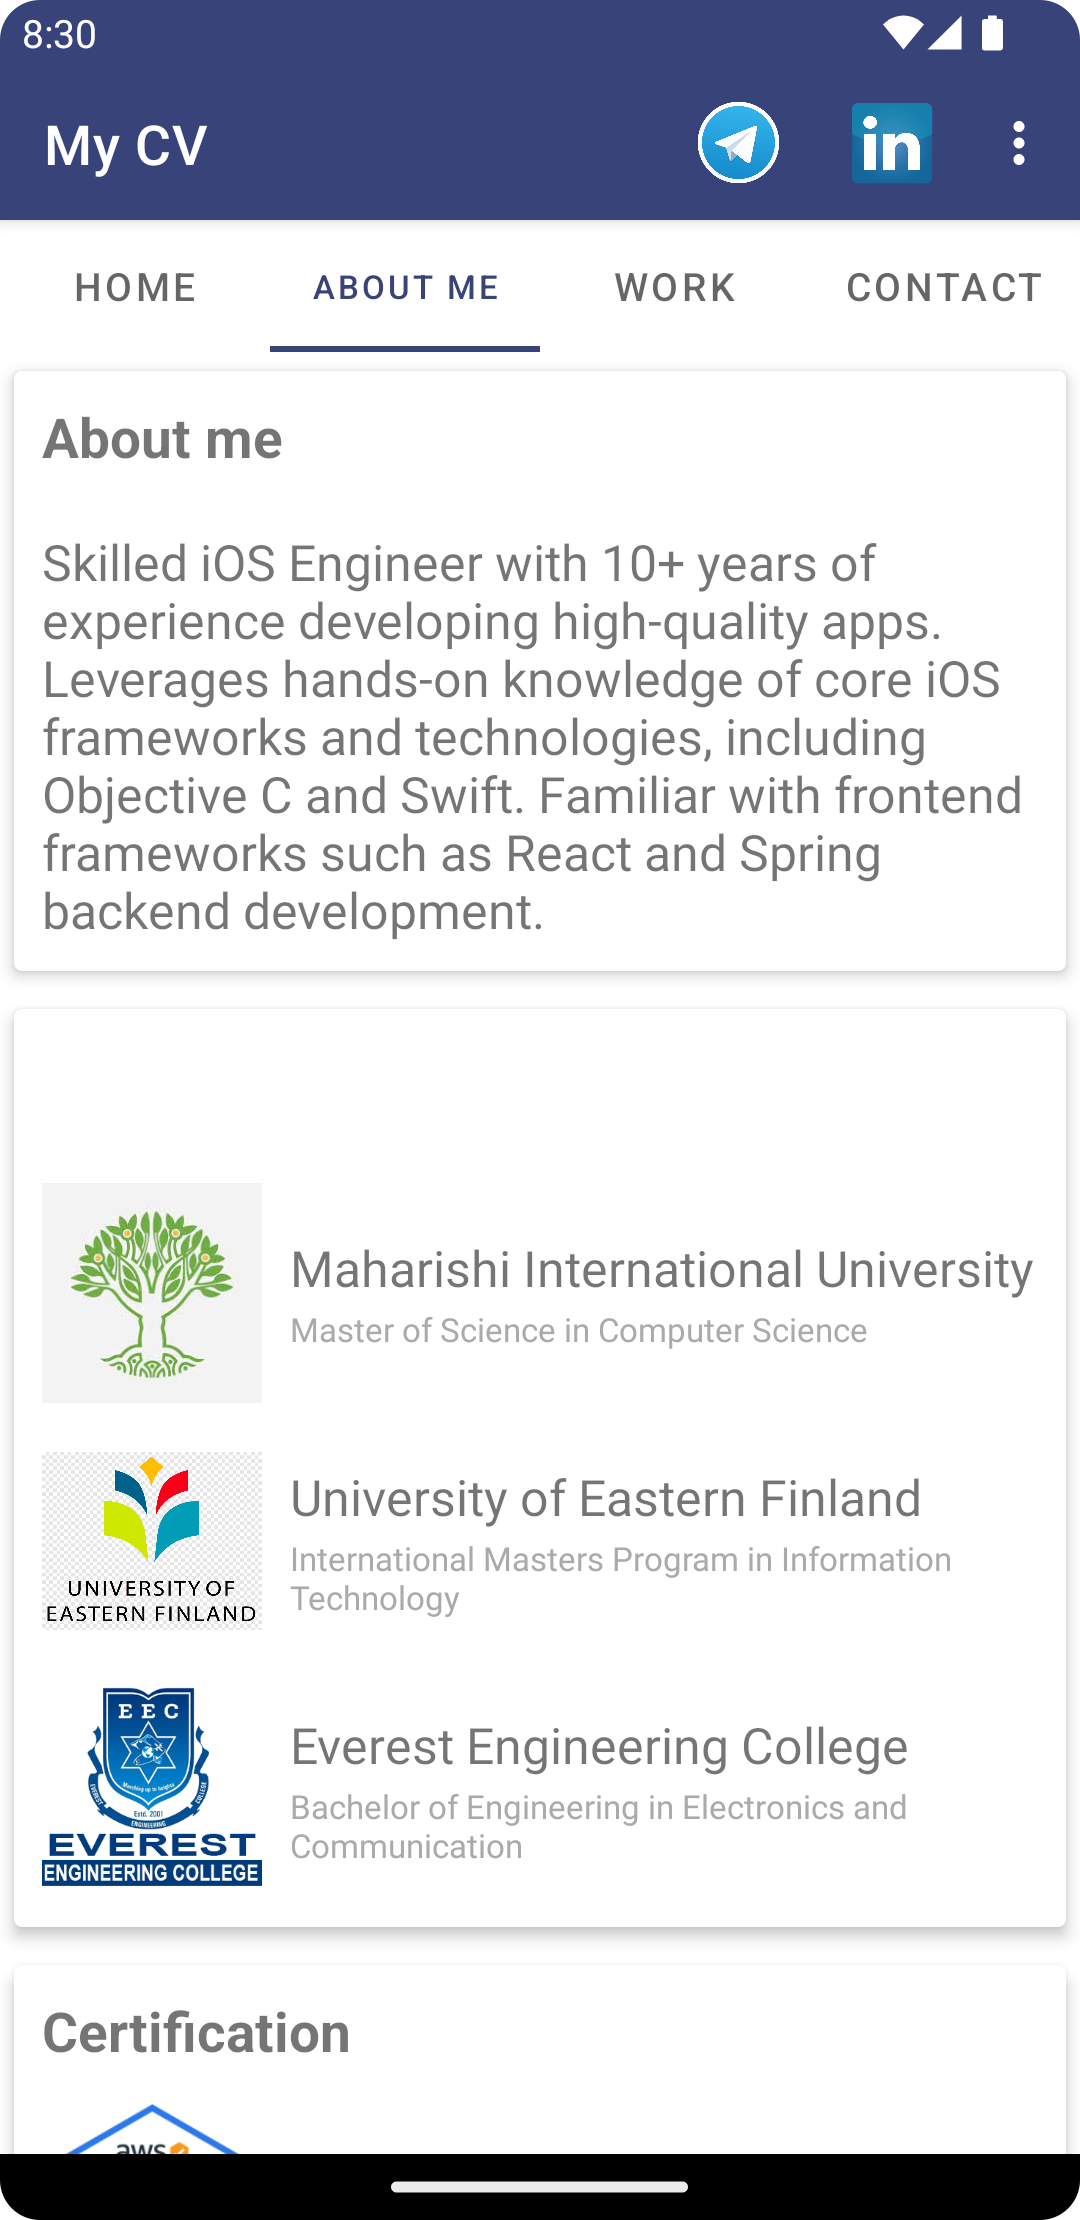 8:30
My CV
in
HOME
ABOUT ME
WORK
CONTACT
About me
Skilled iOS Engineer with 10+ years of
experience developing high-quality apps.
Leverages hands-on knowledge of core iOS
frameworks and technologies, including
Objective C and Swift. Familiar with frontend
frameworks such as React and Spring
backend development.
Maharishi International University
Master of Science in Computer Science
UNIVERSITY OF
EASTERN FINLAND
University of Eastern Finland
International Masters Program in Information
Technology
EEC
Estd. 2001
ENGINEERING
EVEREST
ENGINEERING COLLEGE
Everest Engineering College
Bachelor of Engineering in Electronics and
Communication
Certification
aws